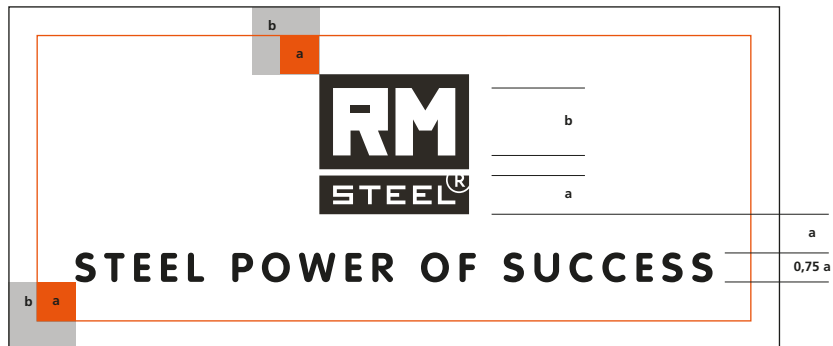 b
a
RM
b
STEEL®
a
a
STEEL POWER OF SUCCESS
0,75 a
b a